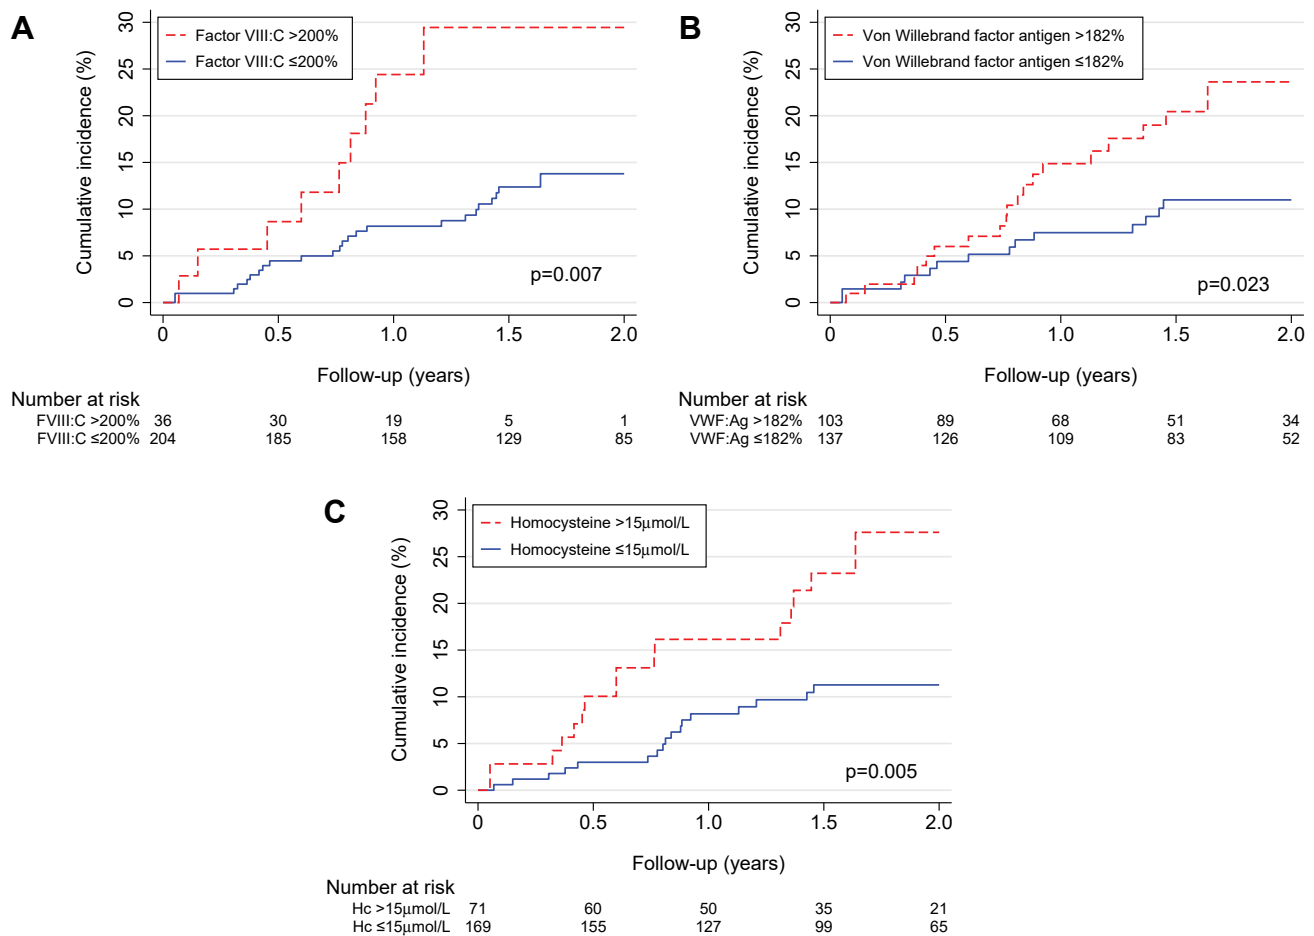 A
Factor VIII:C >200%
Factor VIII:C ≤200%
Cumulative incidence (%)
30
25
20
15
10
5
0
p=0.007
0 0.5 1.0 1.5 2.0
Follow-up (years)
Number at risk
FVIII:C >200% 36 30 19 5 1
FVIII:C ≤200% 204 185 158 129 85
B
Von Willebrand factor antigen >182%
Von Willebrand factor antigen ≤182%
Cumulative incidence (%)
30
25
20
15
10
5
0
p=0.023
0 0.5 1.0 1.5 2.0
Follow-up (years)
Number at risk
VWF:Ag >182% 103 89 68 51 34
VWF:Ag ≤182% 137 126 109 83 52
C
Homocysteine >15µmol/L
Homocysteine ≤15µmol/L
Cumulative incidence (%)
30
25
20
15
10
5
0
p=0.005
0 0.5 1.0 1.5 2.0
Follow-up (years)
Number at risk
Hc >15µmol/L 71 60 50 35 21
Hc ≤15µmol/L 169 155 127 99 65